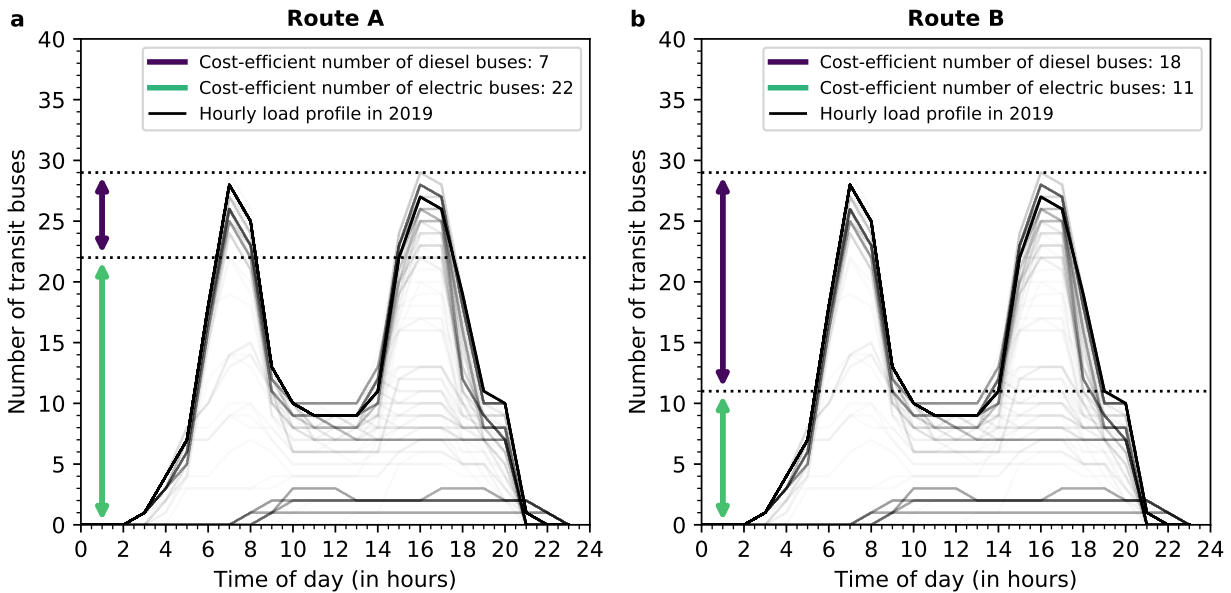 a
Route A
Number of transit buses
40
35
30
25
20
15
10
5
0
Cost-efficient number of diesel buses: 7
Cost-efficient number of electric buses: 22
Hourly load profile in 2019
0 2 4 6 8 10 12 14 16 18 20 22 24
Time of day (in hours)
b
Route B
Number of transit buses
40
35
30
25
20
15
10
5
0
Cost-efficient number of diesel buses: 18
Cost-efficient number of electric buses: 11
Hourly load profile in 2019
0 2 4 6 8 10 12 14 16 18 20 22 24
Time of day (in hours)